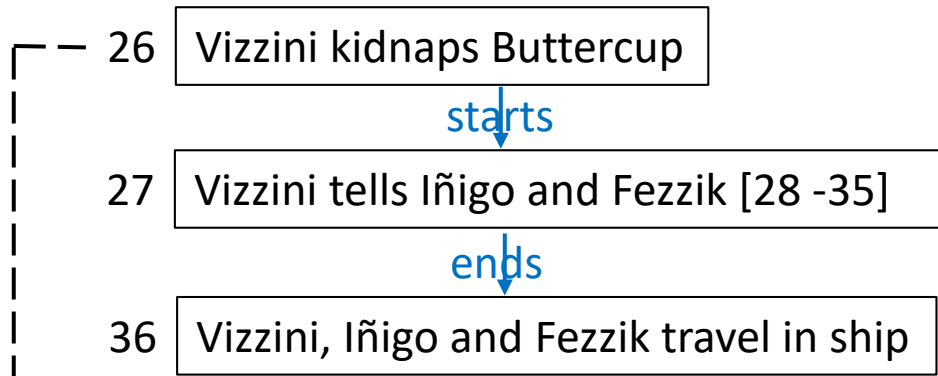 26 Vizzini kidnaps Buttercup
starts
27 Vizzini tells Iñigo and Fezzik [28 -35]
ends
36 Vizzini, Iñigo and Fezzik travel in ship